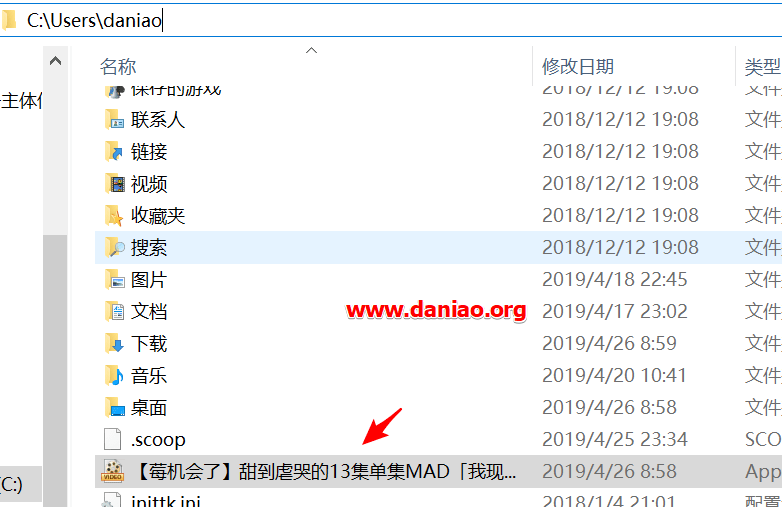 C:\Users\daniao
名称 修改日期 类型
保存的游戏 2018/12/12 19:08 文件
联系人 2018/12/12 19:08 文件
链接 2018/12/12 19:08 文件
视频 2018/12/12 19:08 文件
收藏夹 2018/12/12 19:08 文件
搜索 2018/12/12 19:08 文件
图片 2019/4/18 22:45 文件
文档 2019/4/17 23:02 文件
www.daniao.org
下载 2019/4/26 8:59 文件
音乐 2019/4/20 10:41 文件
桌面 2019/4/26 8:58 文件
.scoop 2019/4/25 23:34 SCO
【莓机会了】甜到虐哭的13集单集MAD「我现... 2019/4/26 8:58 App
(C:)
inittk.ini 2018/1/4 21:01 配置